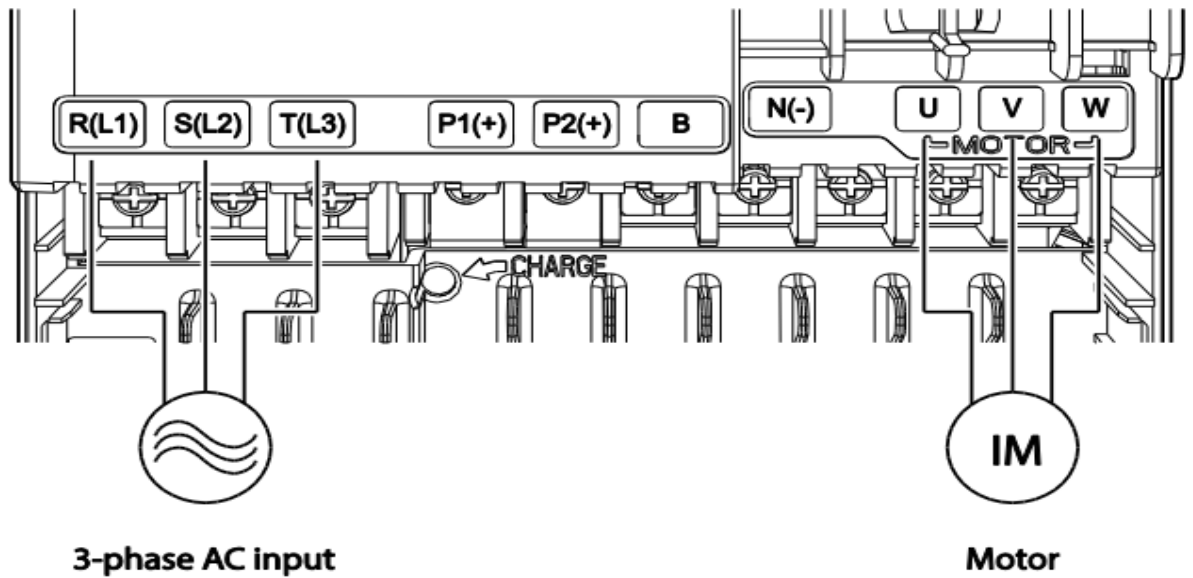 R(L1) S(L2) T(L3) P1(+) P2(+) B N(-) U V W
MOTOR
CHARGE
IM
3-phase AC input Motor